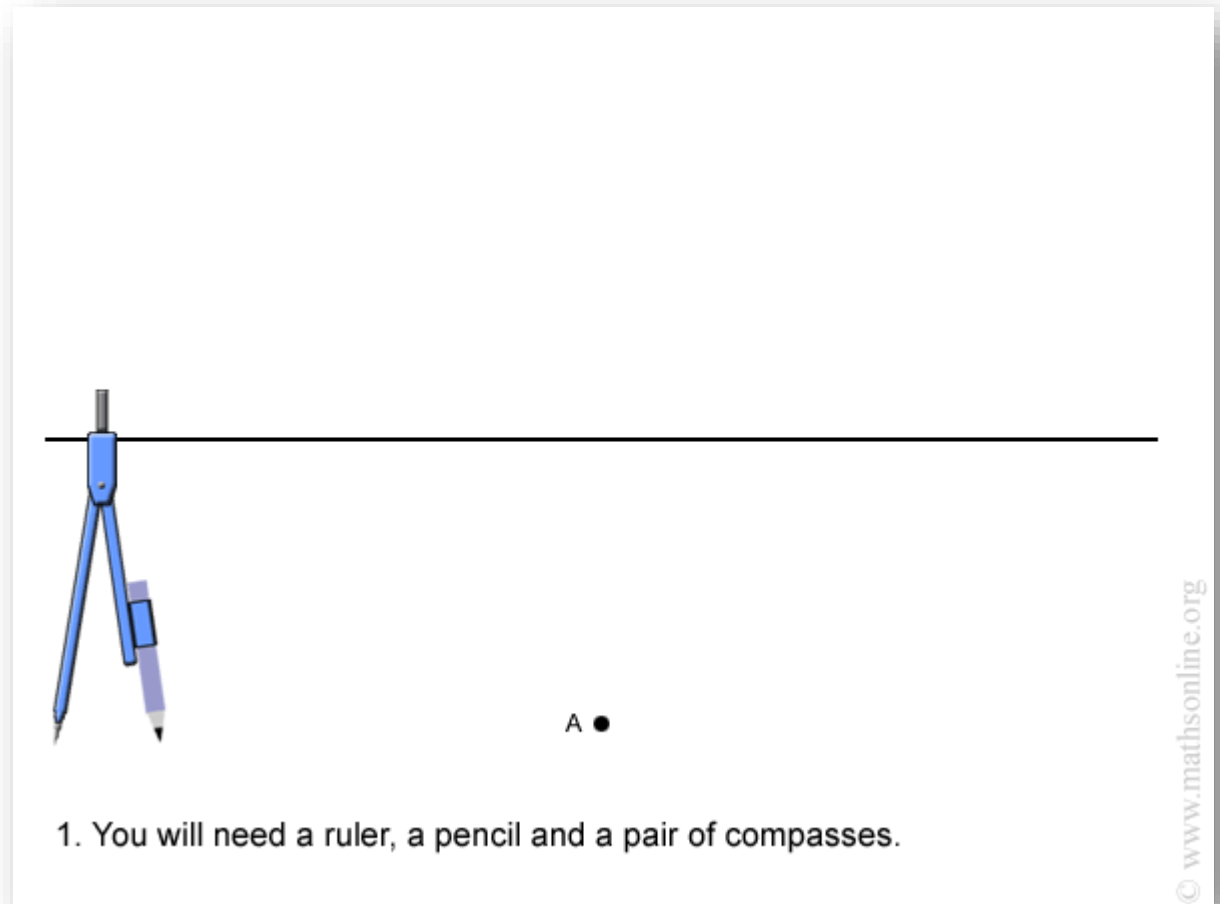 A
1. You will need a ruler, a pencil and a pair of compasses.
© www.mathsonline.org